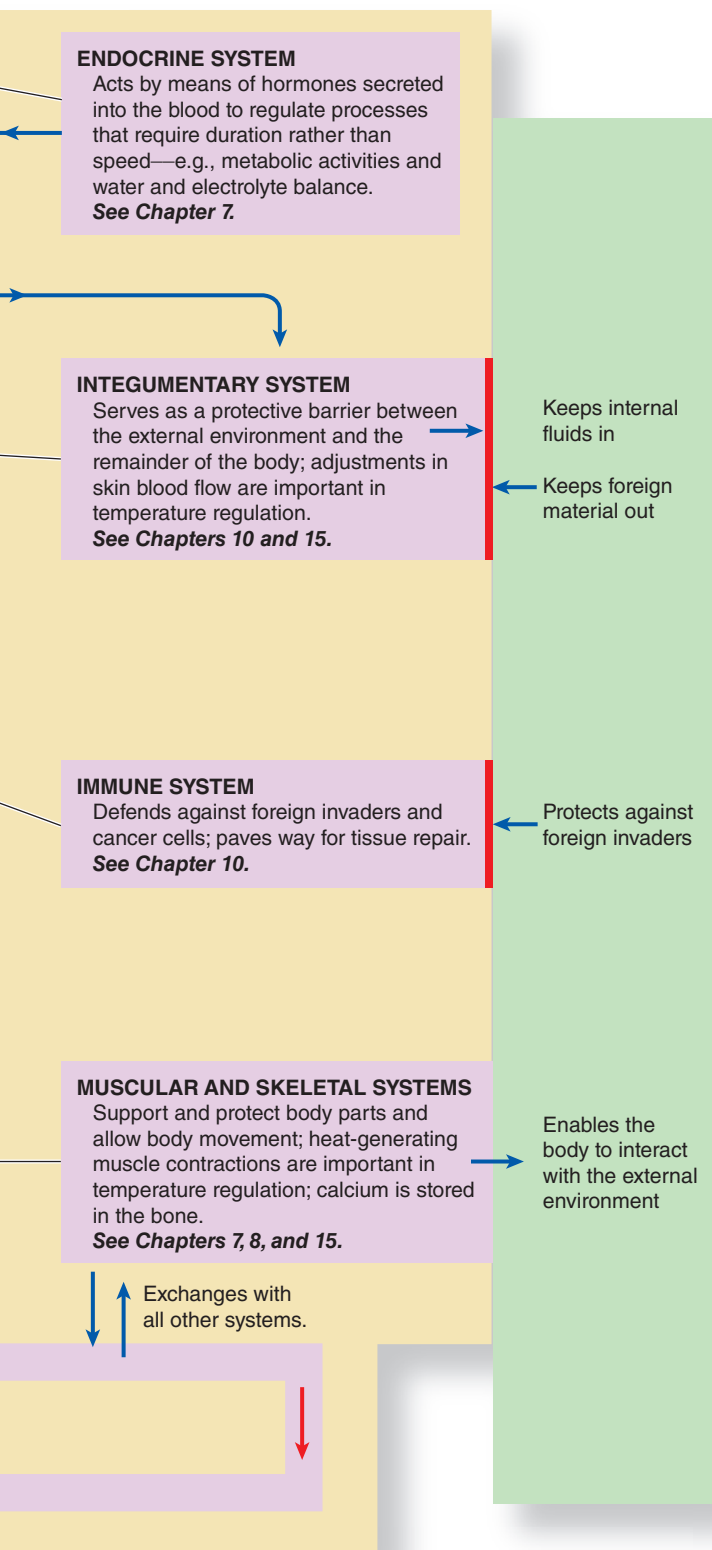 ENDOCRINE SYSTEM
Acts by means of hormones secreted
into the blood to regulate processes
that require duration rather than
speed—e.g., metabolic activities and
water and electrolyte balance.
See Chapter 7.
INTEGUMENTARY SYSTEM
Serves as a protective barrier between
the external environment and the
remainder of the body; adjustments in
skin blood flow are important in
temperature regulation.
See Chapters 10 and 15.
Keeps internal
fluids in
Keeps foreign
material out
IMMUNE SYSTEM
Defends against foreign invaders and
cancer cells; paves way for tissue repair.
See Chapter 10.
Protects against
foreign invaders
MUSCULAR AND SKELETAL SYSTEMS
Support and protect body parts and
allow body movement; heat-generating
muscle contractions are important in
temperature regulation; calcium is stored
in the bone.
See Chapters 7, 8, and 15.
Enables the
body to interact
with the external
environment
Exchanges with
all other systems.